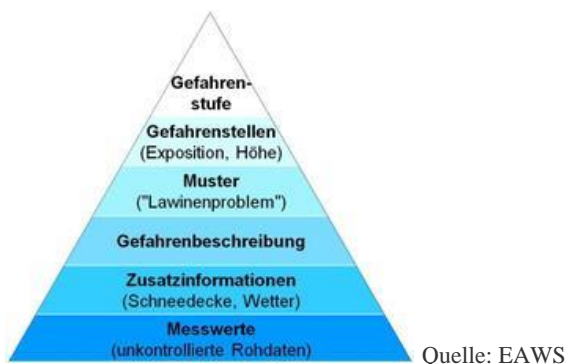 Gefahren-
stufe
Gefahrenstellen
(Exposition, Höhe)
Muster
("Lawinenproblem")
Gefahrenbeschreibung
Zusatzinformationen
(Schneedecke, Wetter)
Messwerte
(unkontrollierte Rohdaten)
Quelle: EAWS